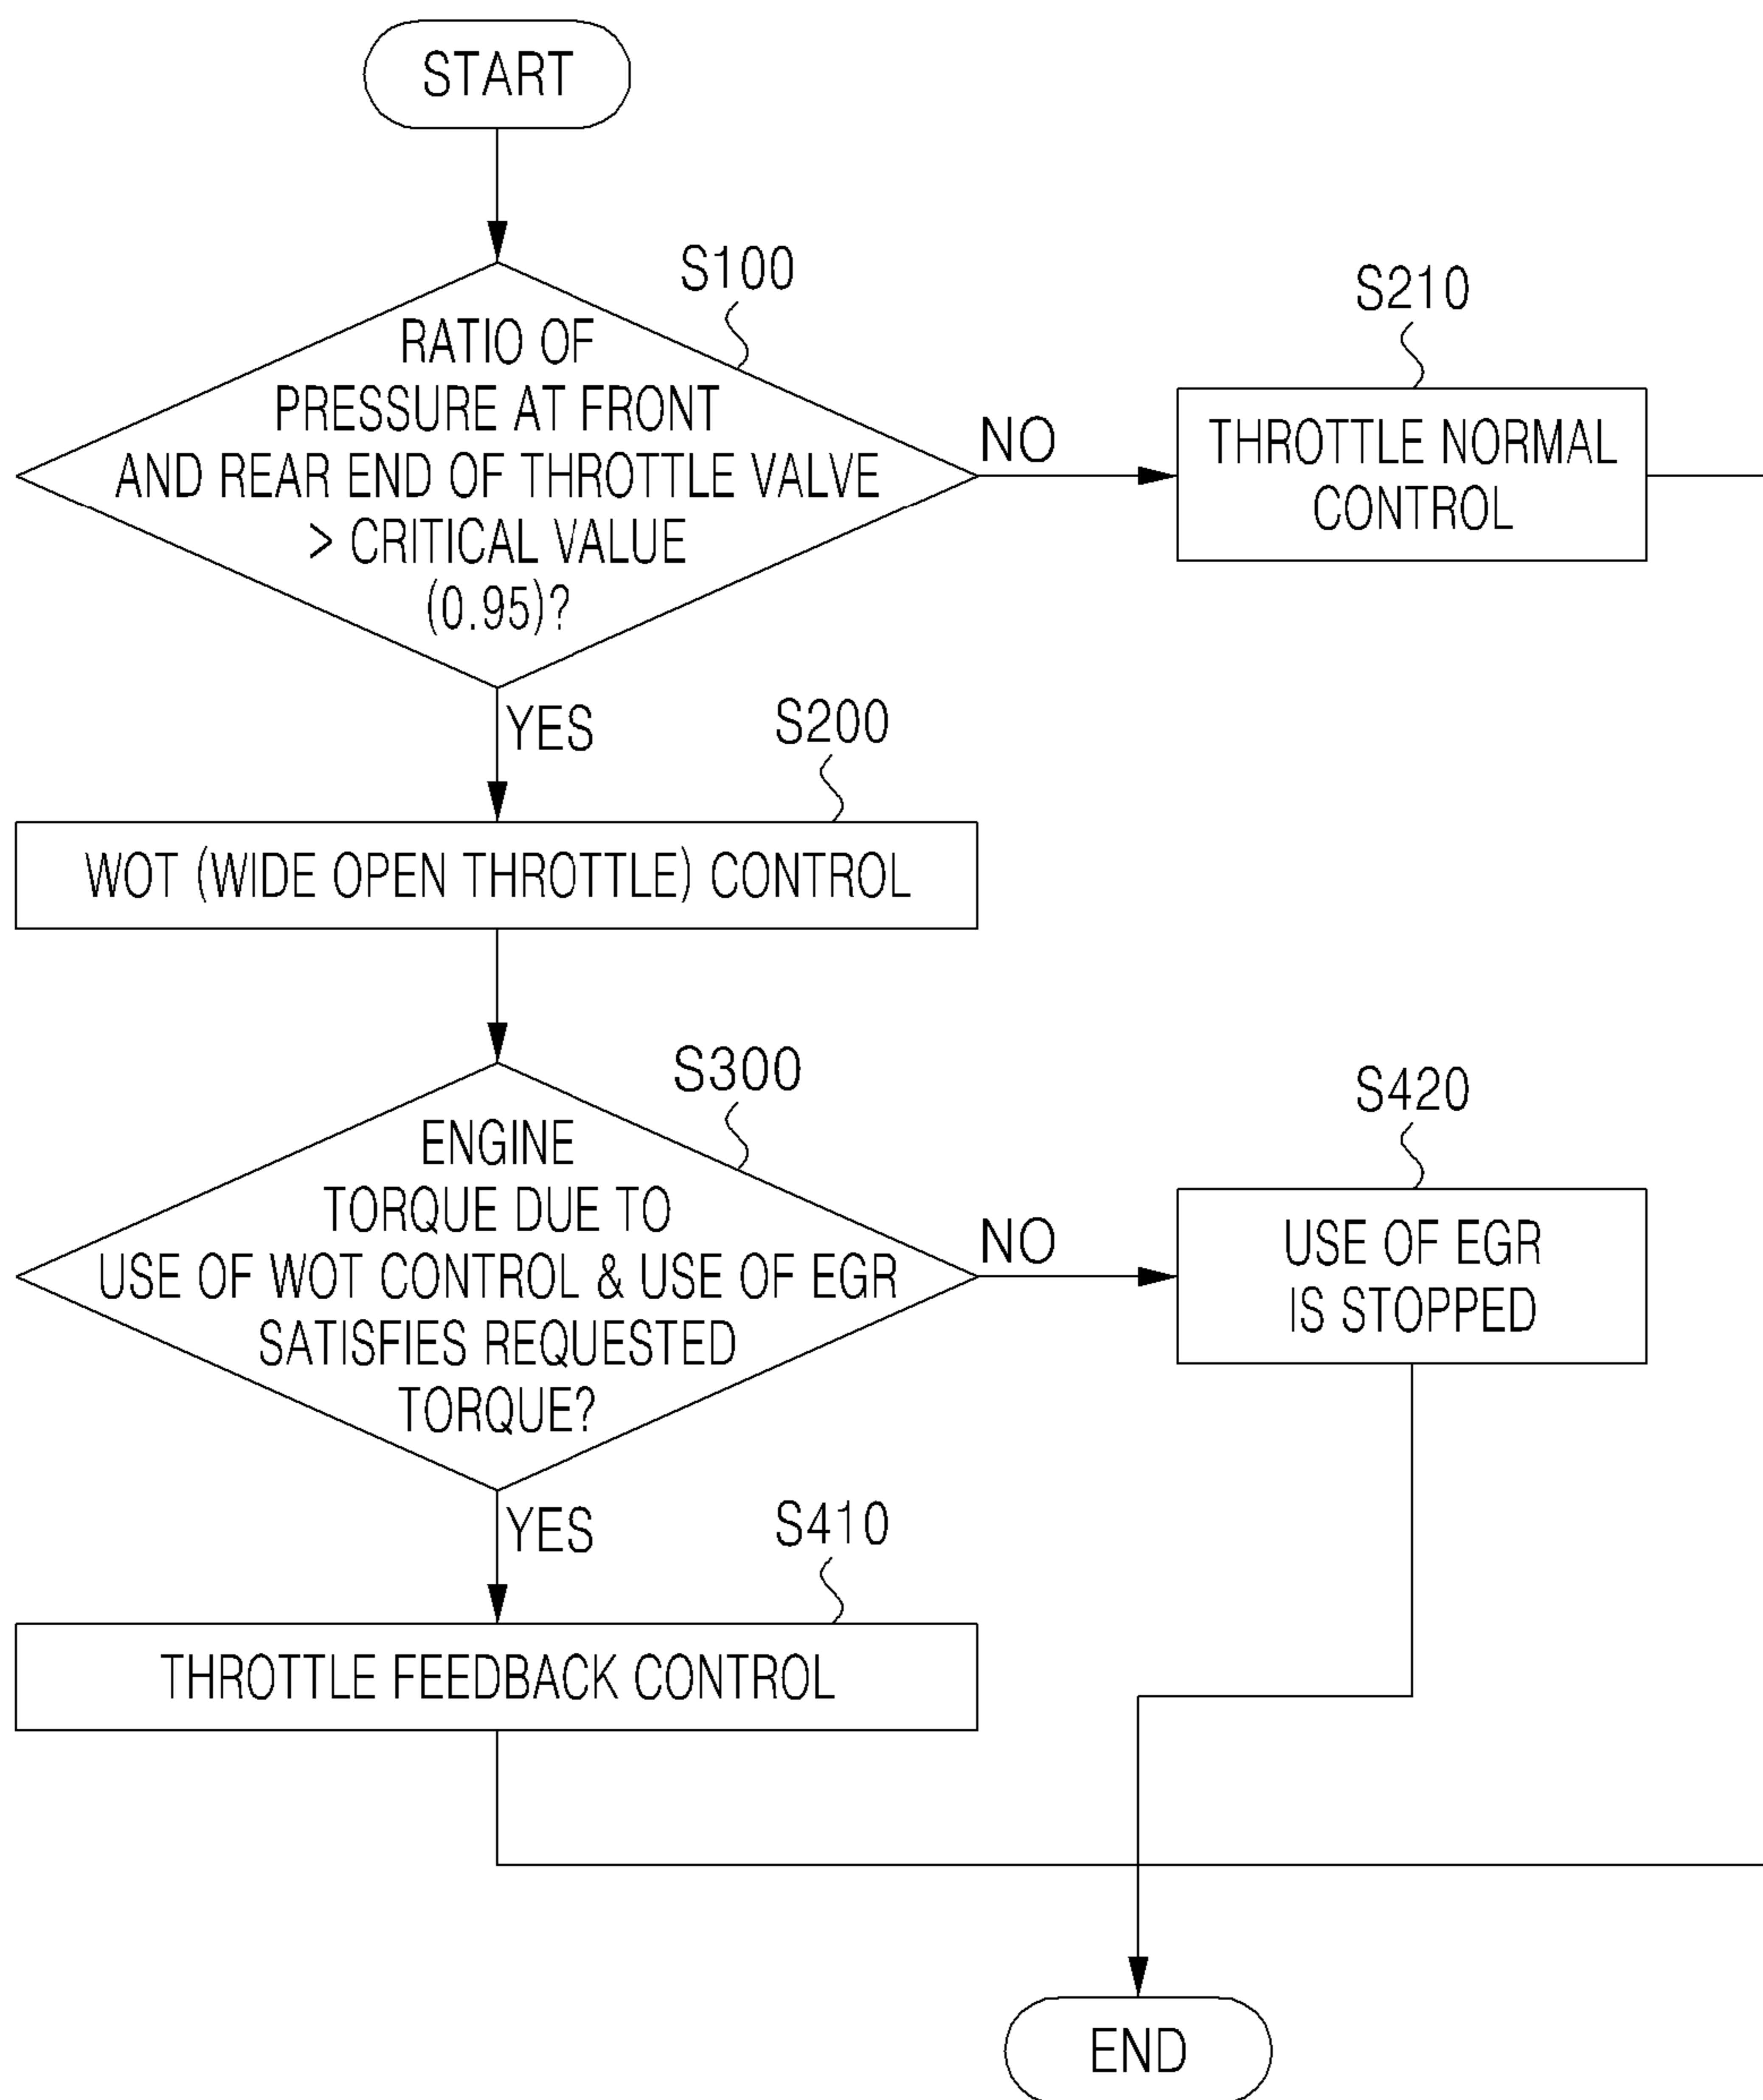 START
S100
RATIO OF
PRESSURE AT FRONT
AND REAR END OF THROTTLE VALVE
> CRITICAL VALUE
(0.95)?
NO
S210
THROTTLE NORMAL
CONTROL
YES
S200
WOT (WIDE OPEN THROTTLE) CONTROL
S300
ENGINE
TORQUE DUE TO
USE OF WOT CONTROL & USE OF EGR
SATISFIES REQUESTED
TORQUE?
NO
S420
USE OF EGR
IS STOPPED
YES
S410
THROTTLE FEEDBACK CONTROL
END